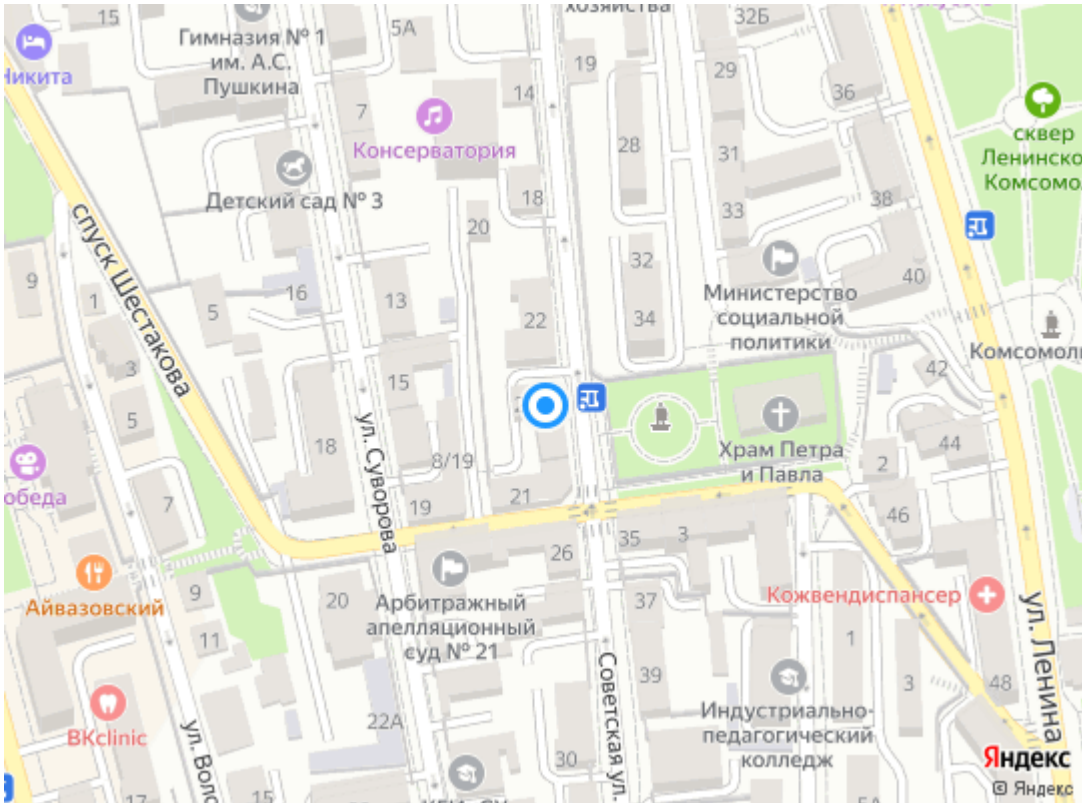 хозяйства
15
5А
Гимназия № 1
им. А.С.
Пушкина
32Б
Никита
19
29
14
7
36
Консерватория
28
сквер
Ленинско
Комсомо
31
Детский сад № 3
18
38
33
20
спуск Шестакова
9
1
16
5
13
32
34
22
Министерство
социальной
политики
40
Комсомоль
42
3
5
15
ул. Суворова
18
8/19
Храм Петра
и Павла
2
44
обеда
7
19
21
46
26
35
3
Айвазовский
9
11
20
Арбитражный
апелляционный
суд № 21
37
Кожвендиспансер
1
3
48
ул. Ленина
39
Советская ул.
22А
BKclinic
ул. Воло
Индустриально-
педагогический
колледж
30
15
Яндекс
© Яндекс